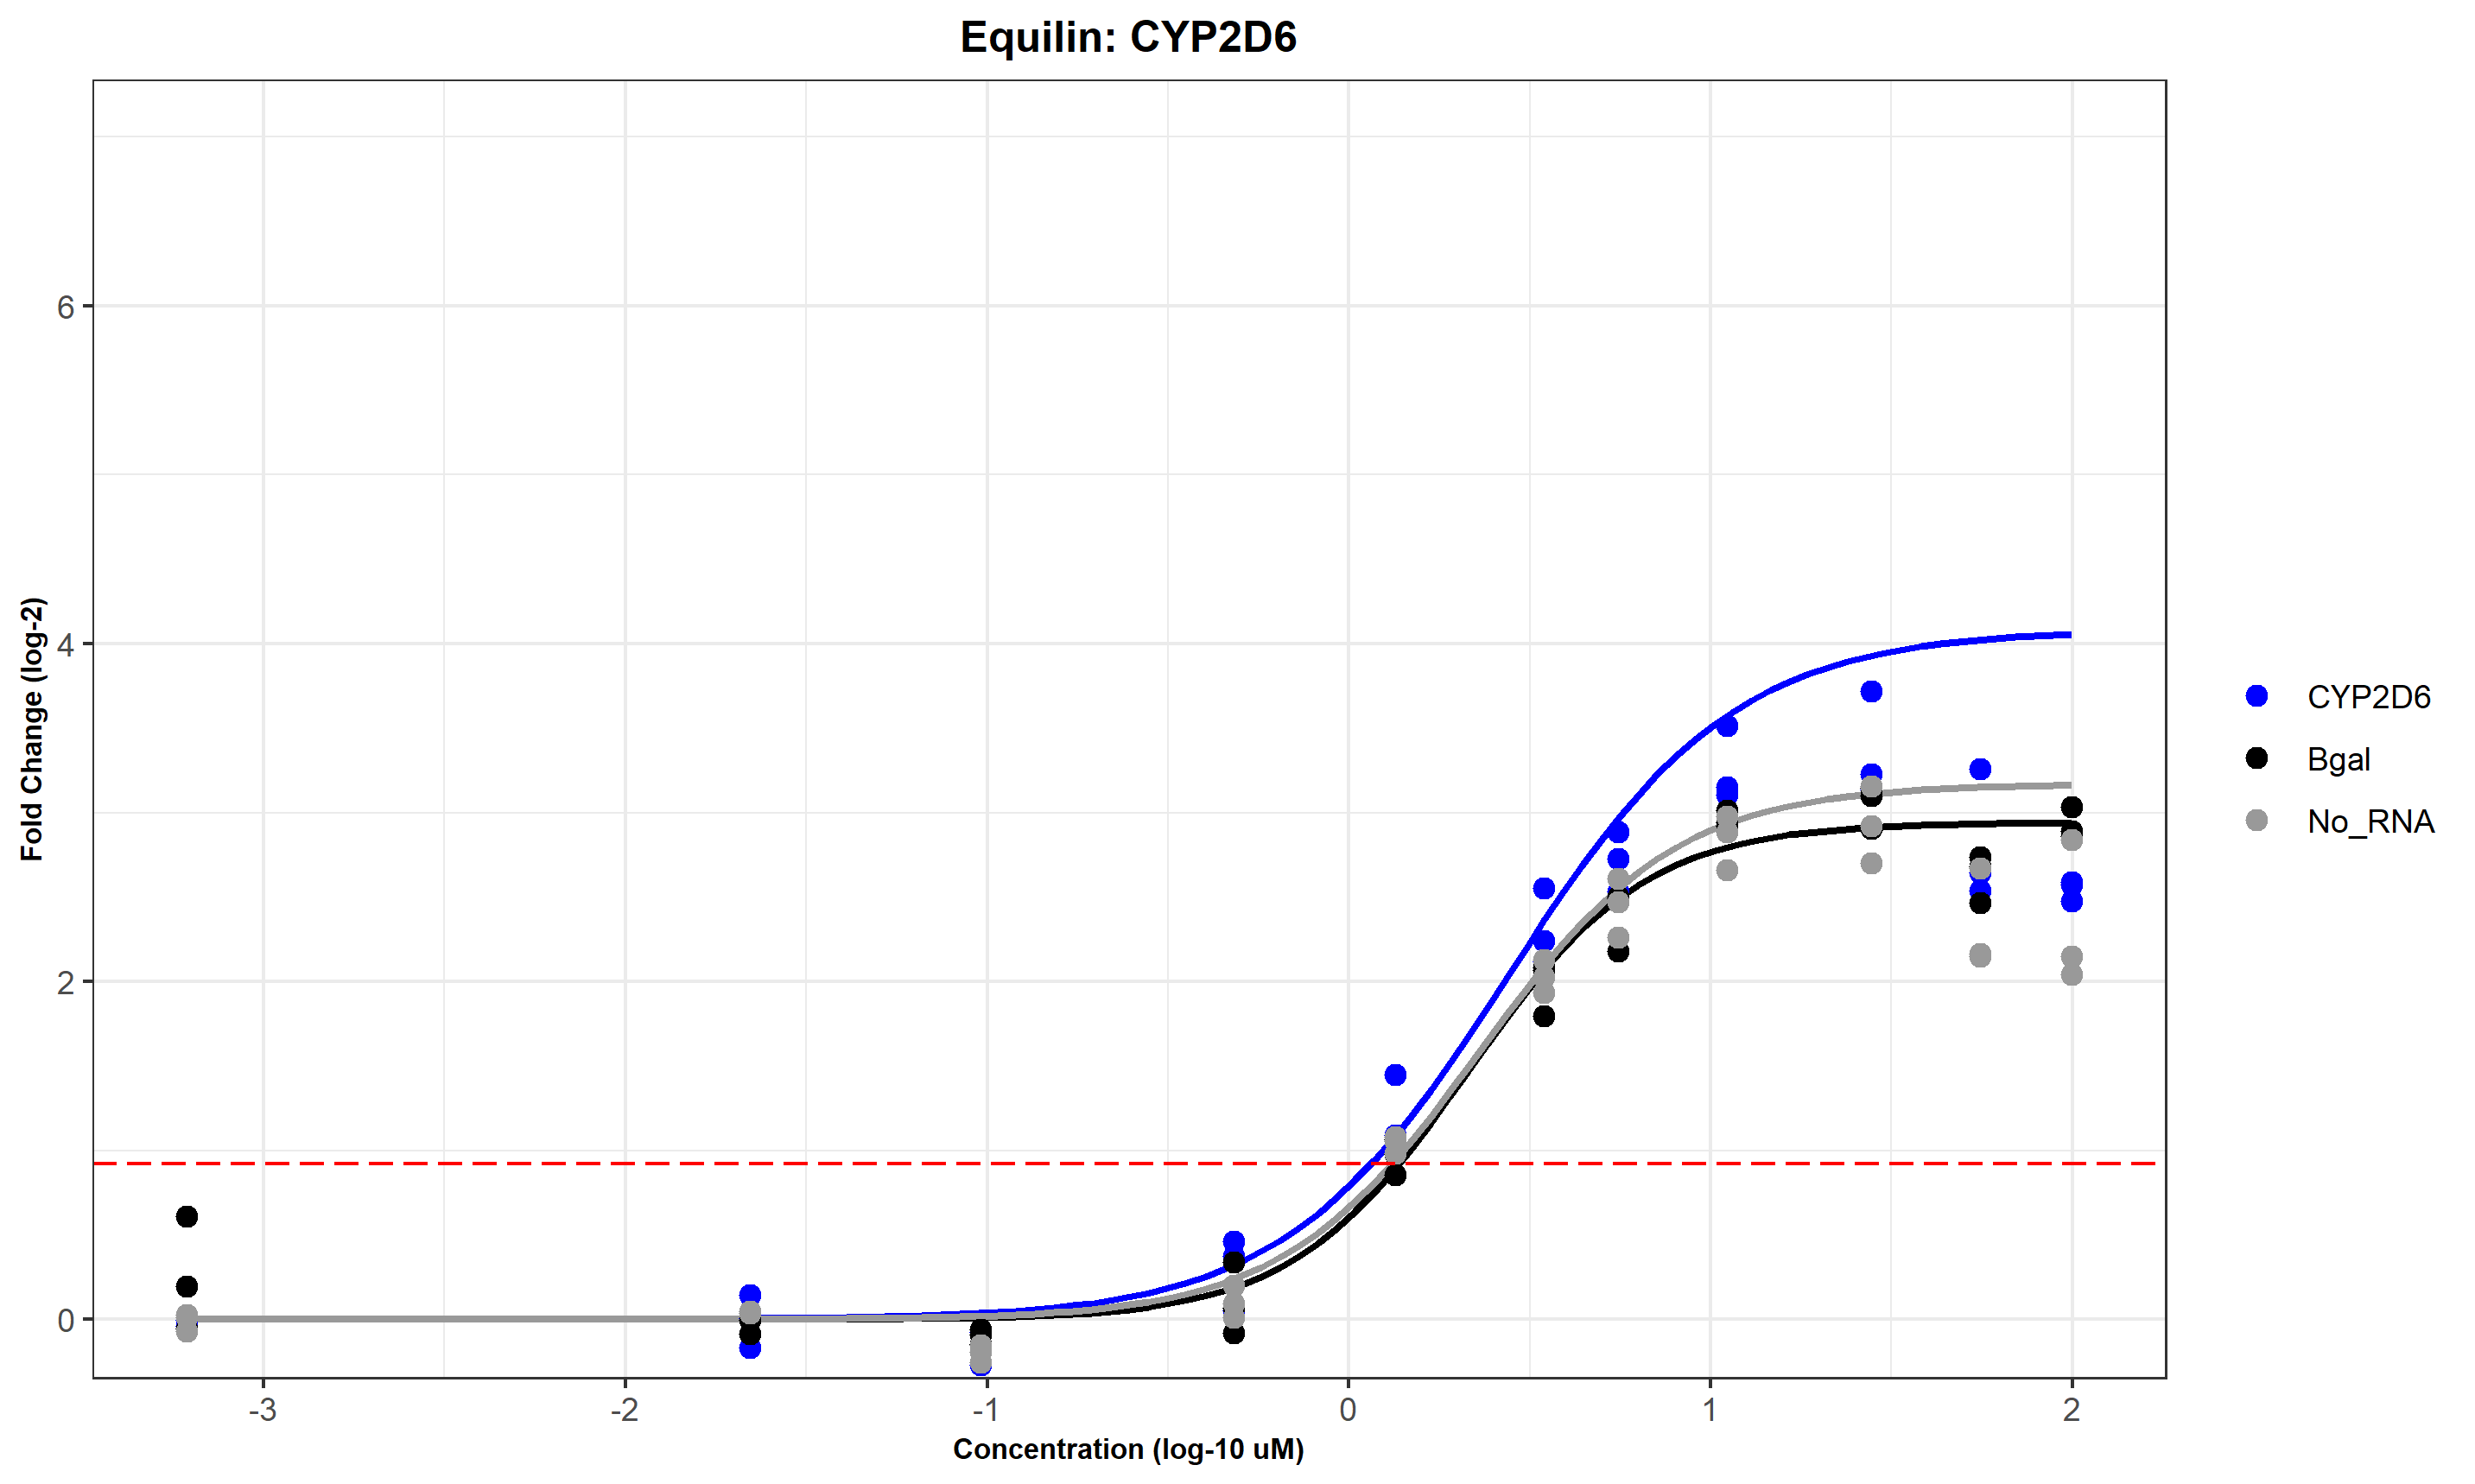 Equilin: CYP2D6
Fold Change (log-2)
6
4
2
0
-3
-2
-1
0
1
2
Concentration (log-10 uM)
CYP2D6
Bgal
No_RNA